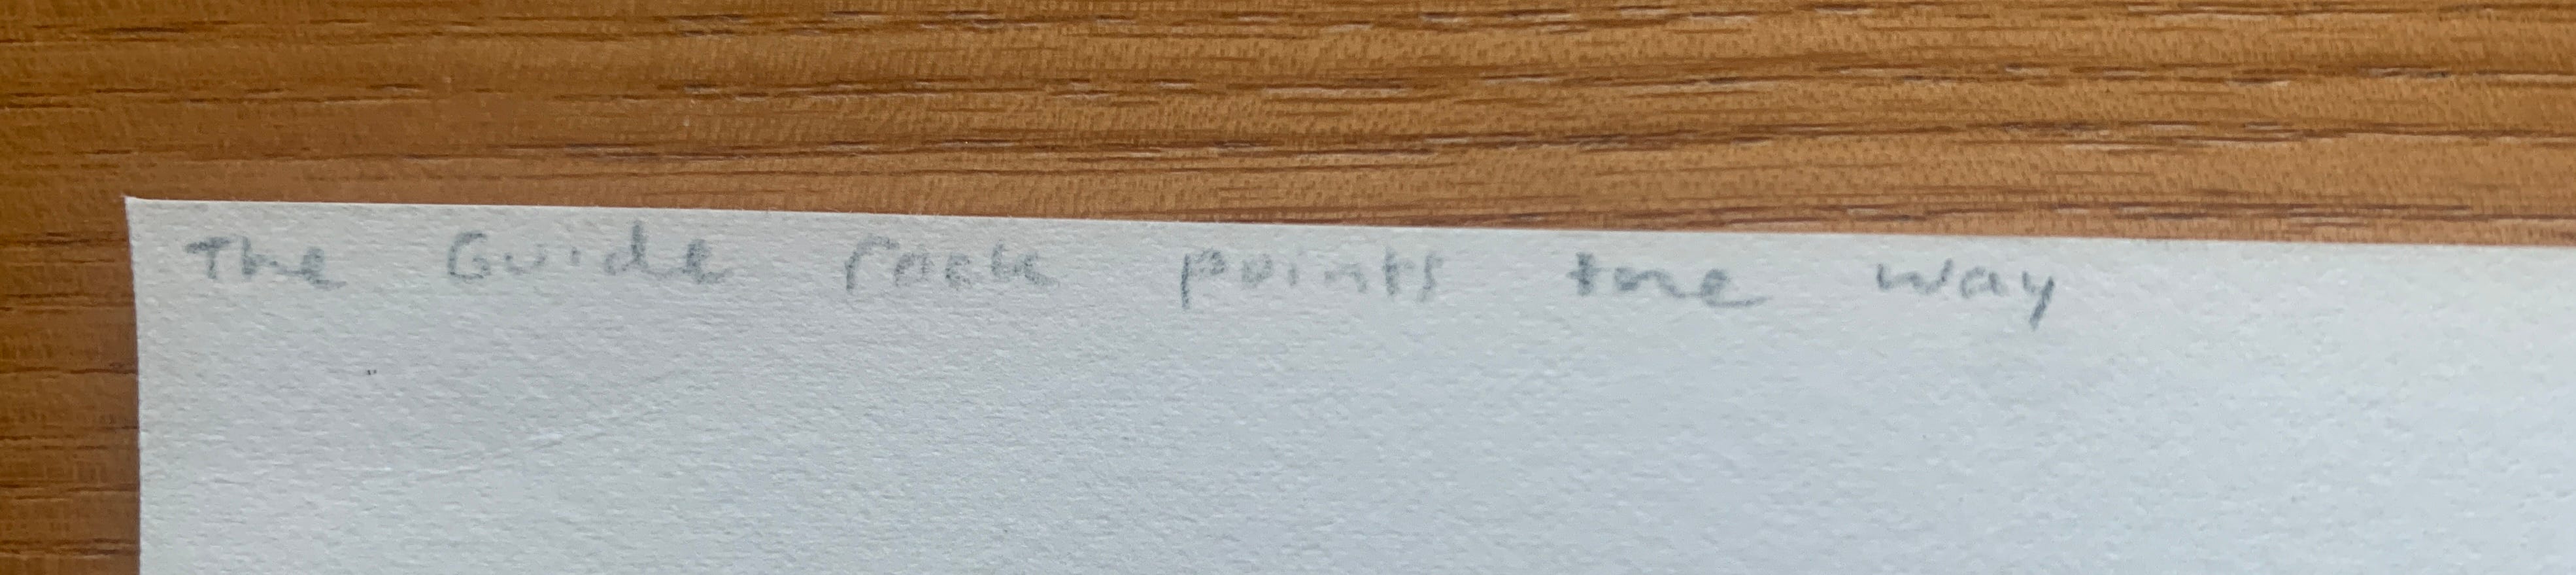 The Guide rock points the way